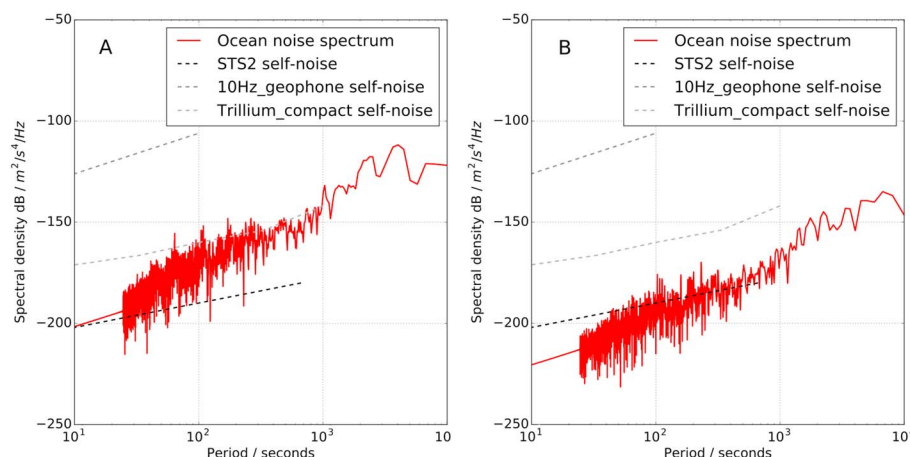 A
Ocean noise spectrum
STS2 self-noise
10Hz_geophone self-noise
Trillium_compact self-noise
Spectral density dB / m²/s⁴/Hz
−50
−100
−150
−200
−250
10¹
10²
10³
10
Period / seconds
B
Ocean noise spectrum
STS2 self-noise
10Hz_geophone self-noise
Trillium_compact self-noise
Spectral density dB / m²/s⁴/Hz
−50
−100
−150
−200
−250
10¹
10²
10³
10
Period / seconds